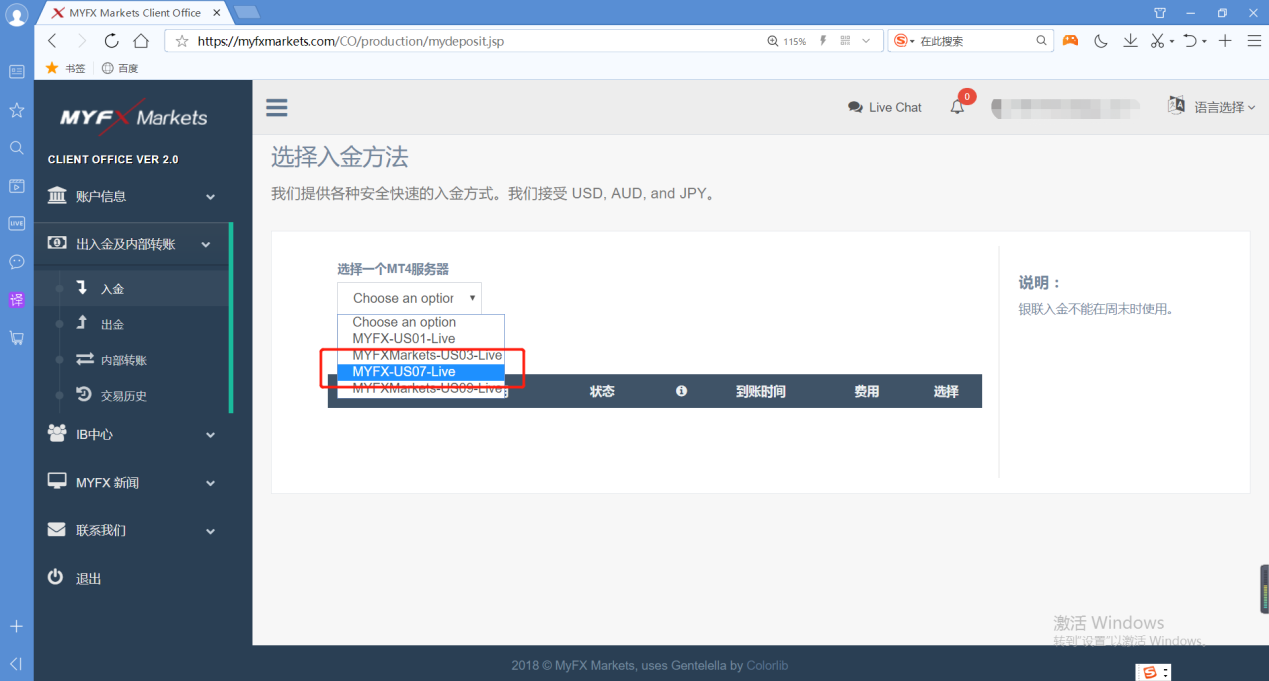 MYFX Markets Client Office
https://myfxmarkets.com/CO/production/mydeposit.jsp
115%
在此搜索
书签
百度
MYFX Markets
CLIENT OFFICE VER 2.0
Live Chat
0
语言选择
账户信息
出入金及内部转账
入金
出金
内部转账
交易历史
IB中心
MYFX 新闻
联系我们
退出
LIVE
译
选择入金方法
我们提供各种安全快速的入金方式。我们接受 USD, AUD, and JPY。
选择一个MT4服务器
Choose an option
Choose an option
MYFX-US01-Live
MYFXMarkets-US03-Live
MYFX-US07-Live
MYFXMarkets-US09-Live
状态
到账时间
费用
选择
说明：
银联入金不能在周末时使用。
激活 Windows
转到"设置"以激活 Windows。
2018 © MyFX Markets, uses Gentelella by Colorlib